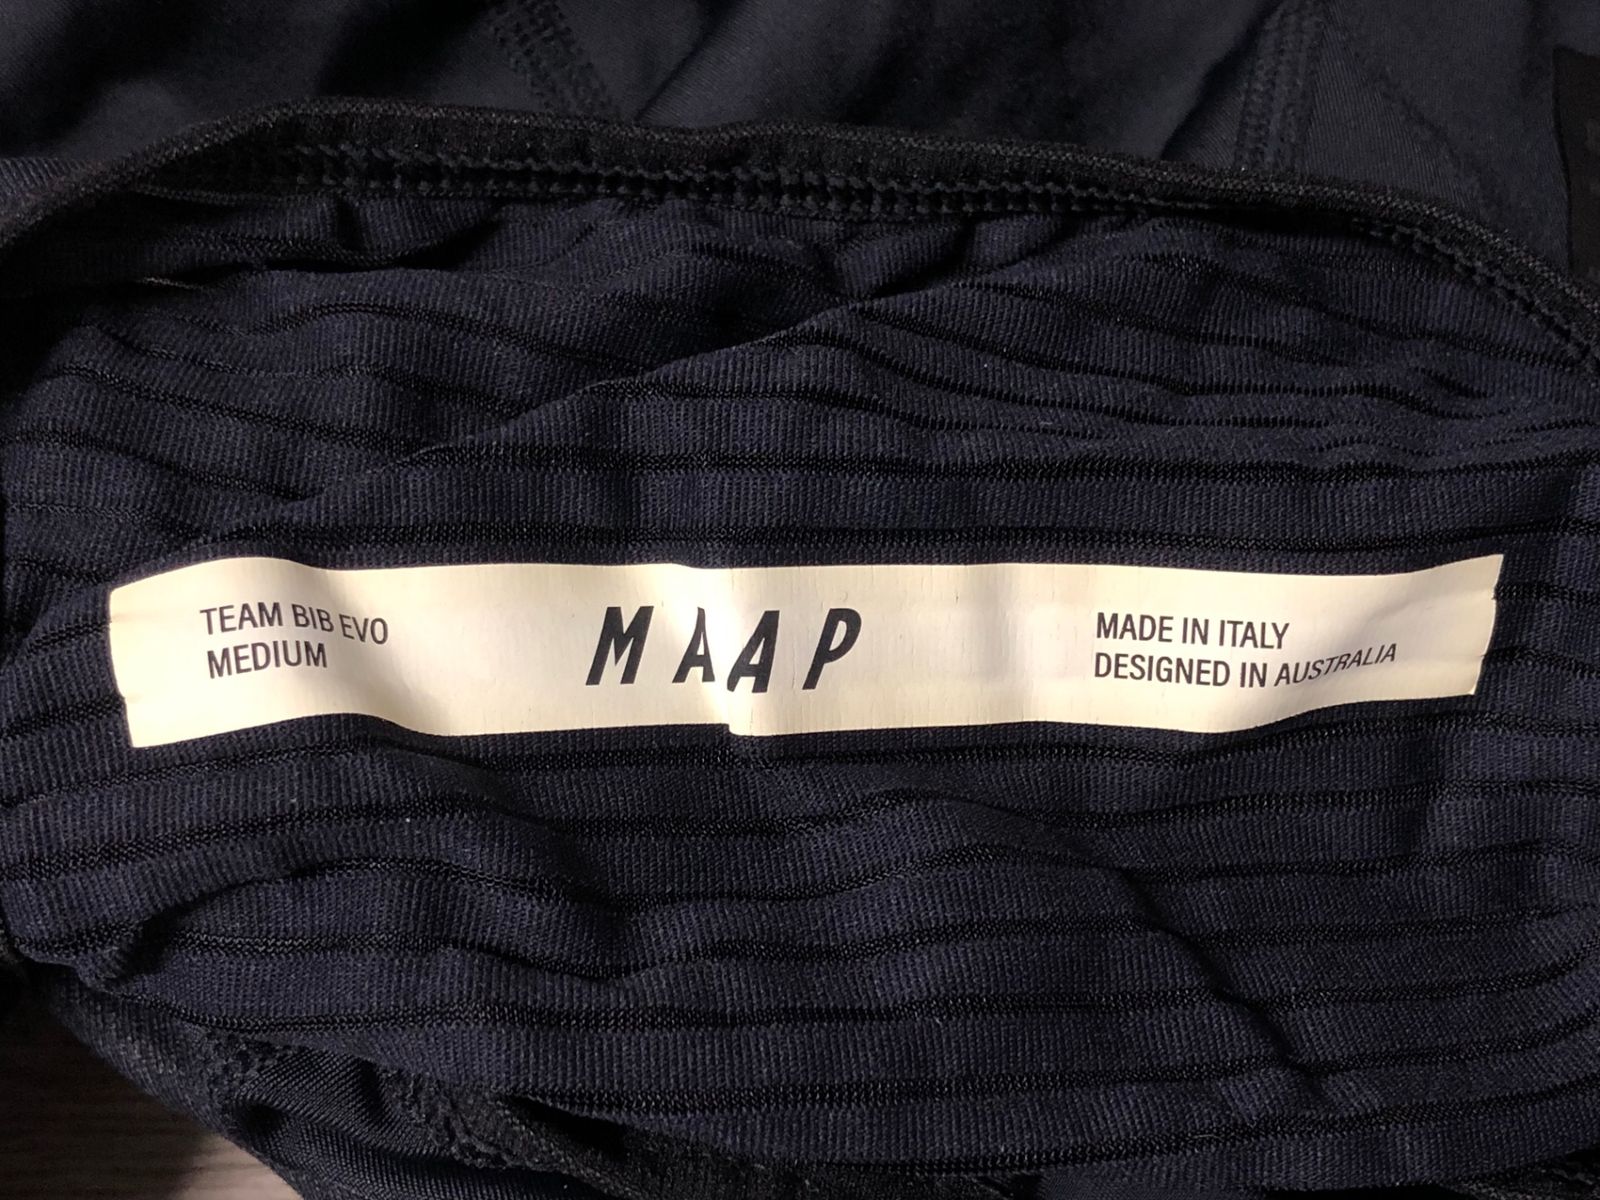 TEAM BIB EVO
MEDIUM
MAAP
MADE IN ITALY
DESIGNED IN AUSTRALIA